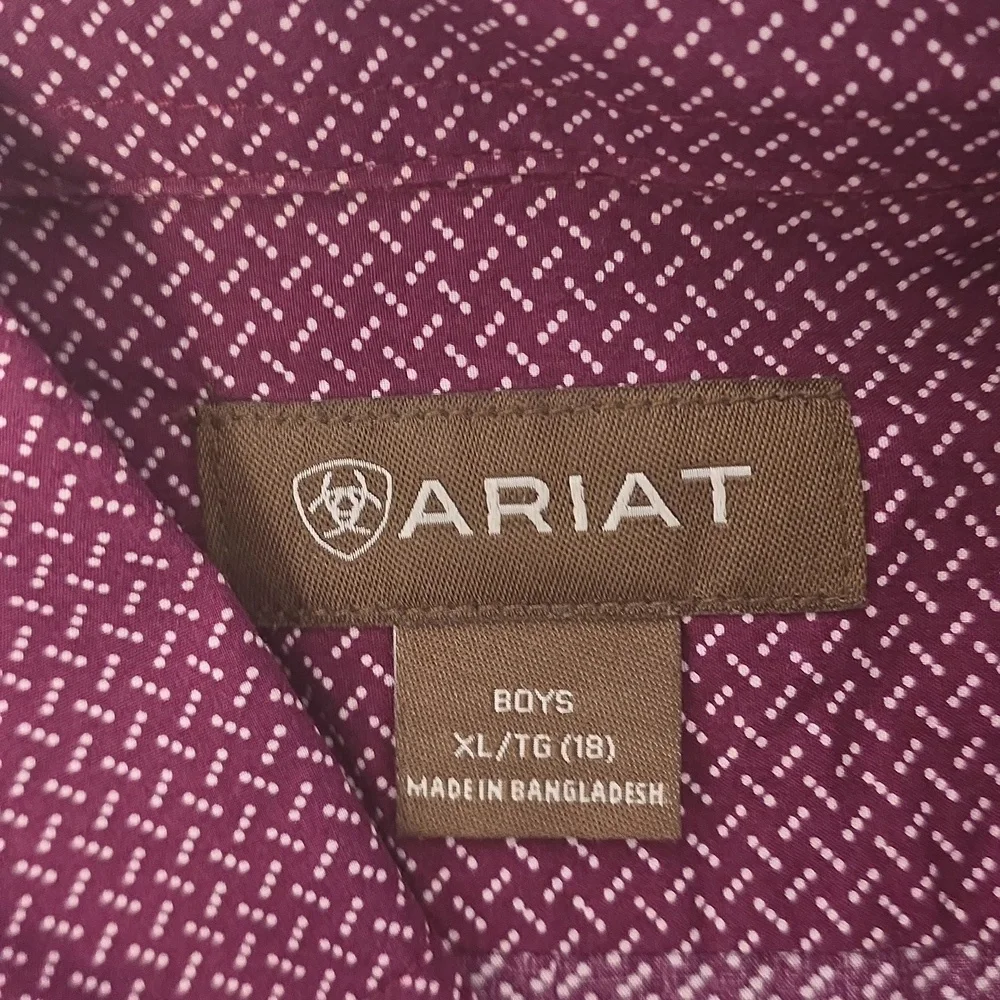 ARIAT
BOYS
XL/TG (18)
MADE IN BANGLADESH